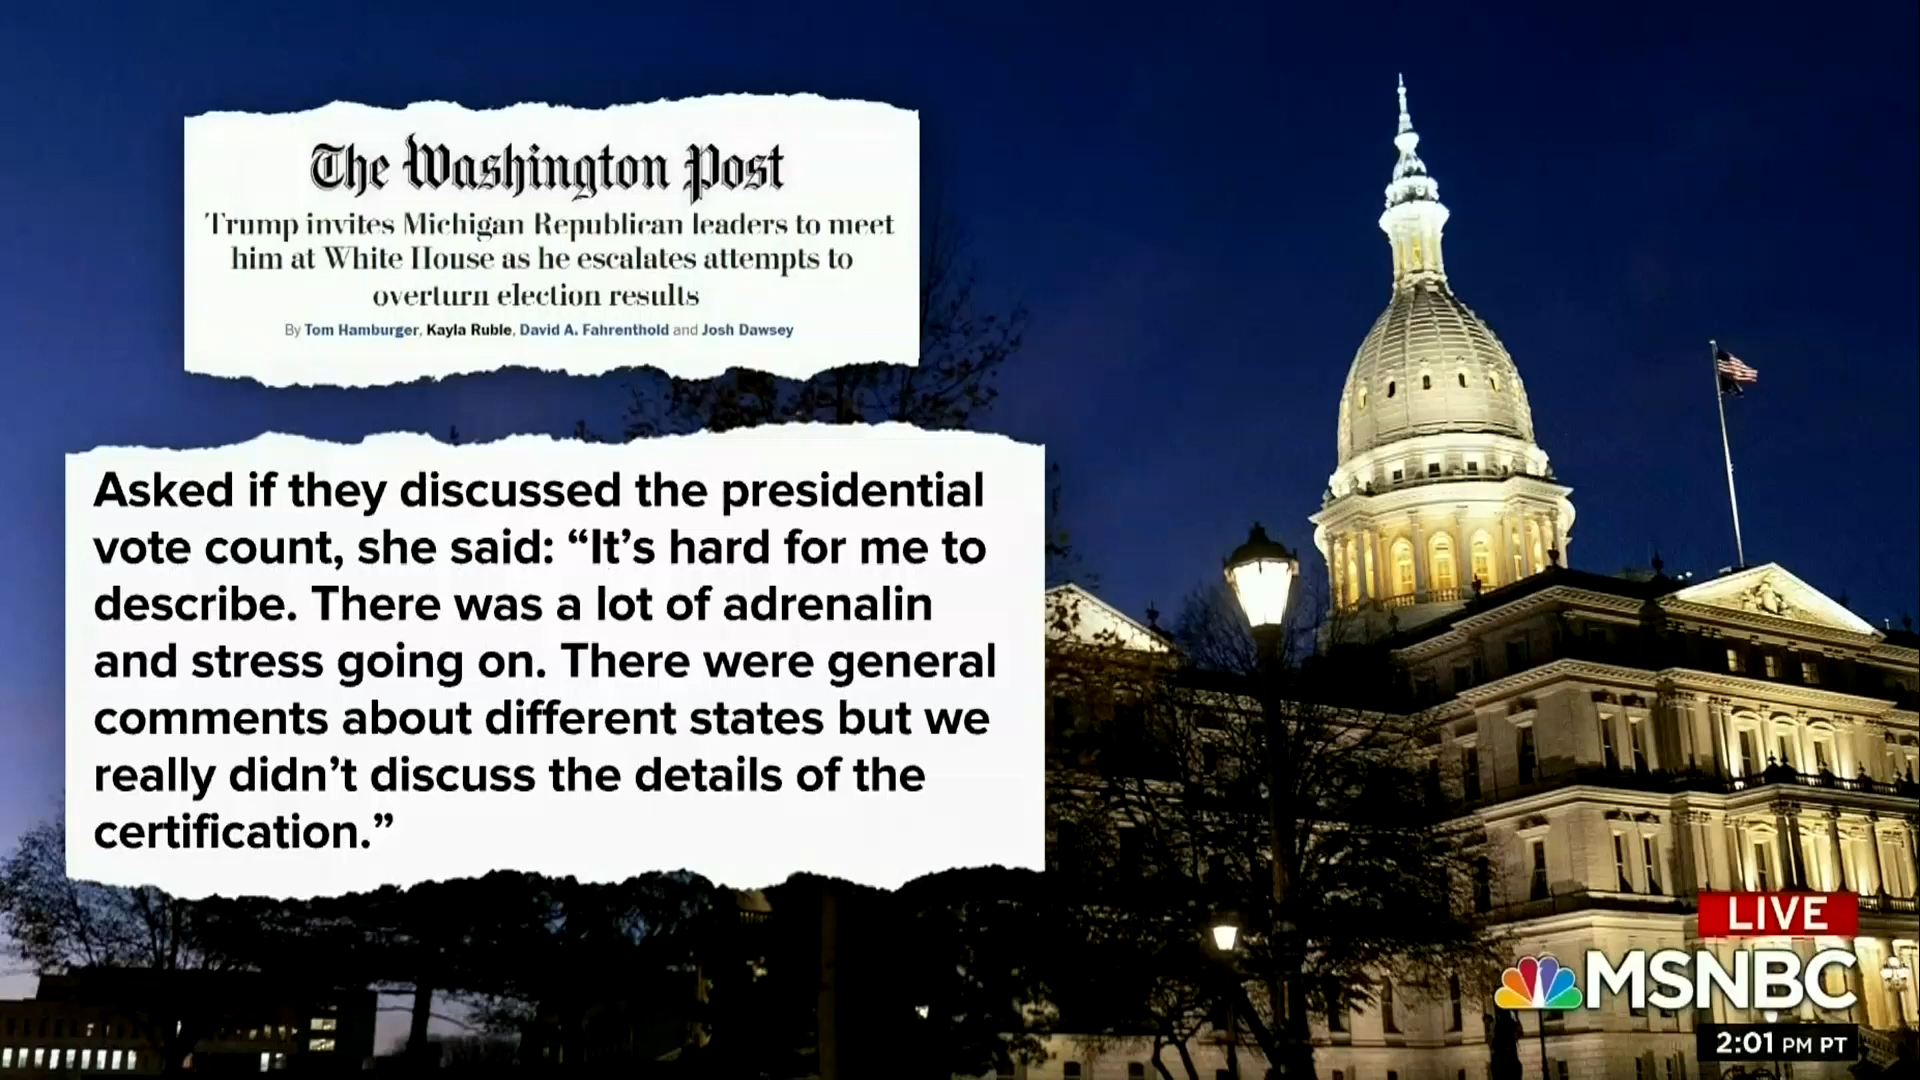 The Washington Post
Trump invites Michigan Republican leaders to meet
him at White House as he escalates attempts to
overturn election results
By Tom Hamburger, Kayla Ruble, David A. Fahrenthold and Josh Dawsey
Asked if they discussed the presidential
vote count, she said: “It’s hard for me to
describe. There was a lot of adrenalin
and stress going on. There were general
comments about different states but we
really didn’t discuss the details of the
certification.”
LIVE
MSNBC
2:01 PM PT